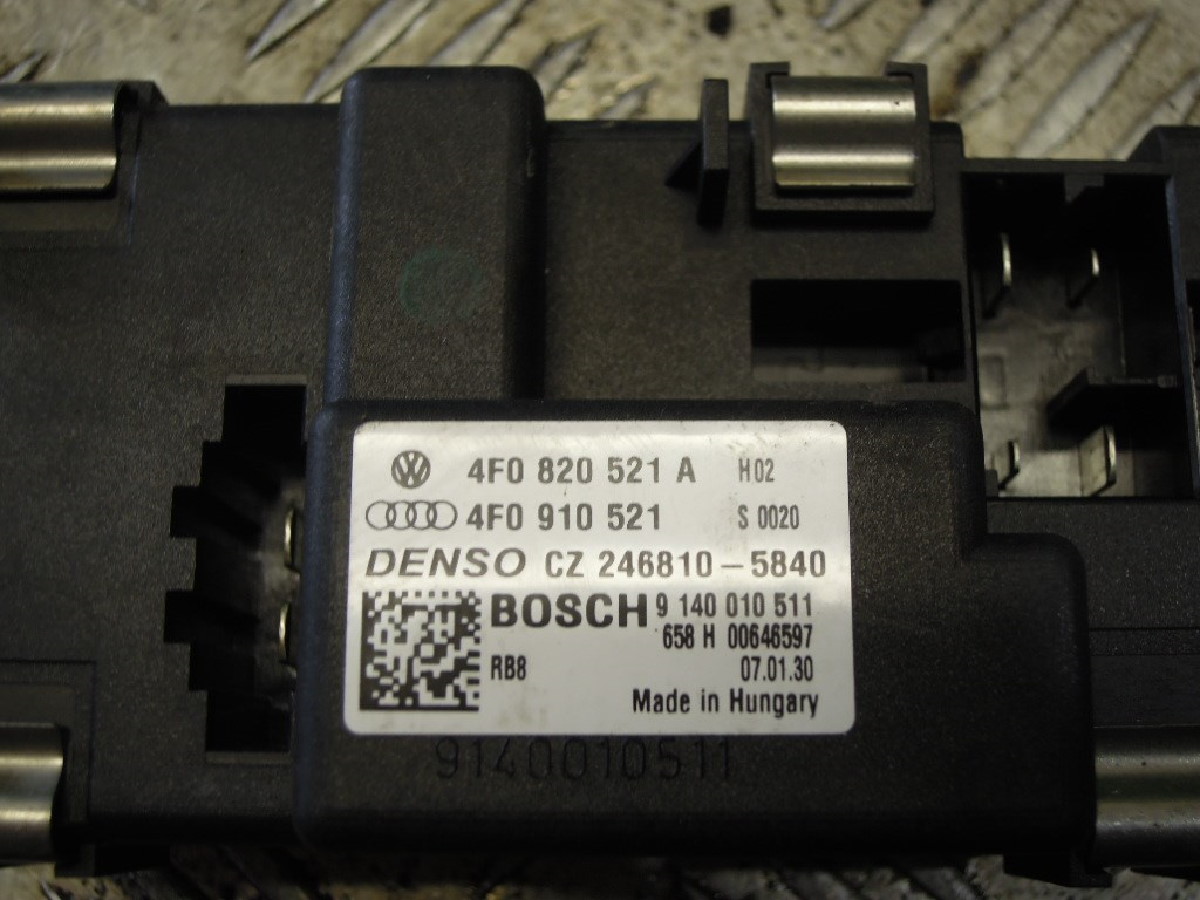 4F0 820 521 A H02
4F0 910 521 S 0020
DENSO CZ 246810-5840
BOSCH 9 140 010 511
658 H 00646597
RB8 07.01.30
Made in Hungary
9140010511